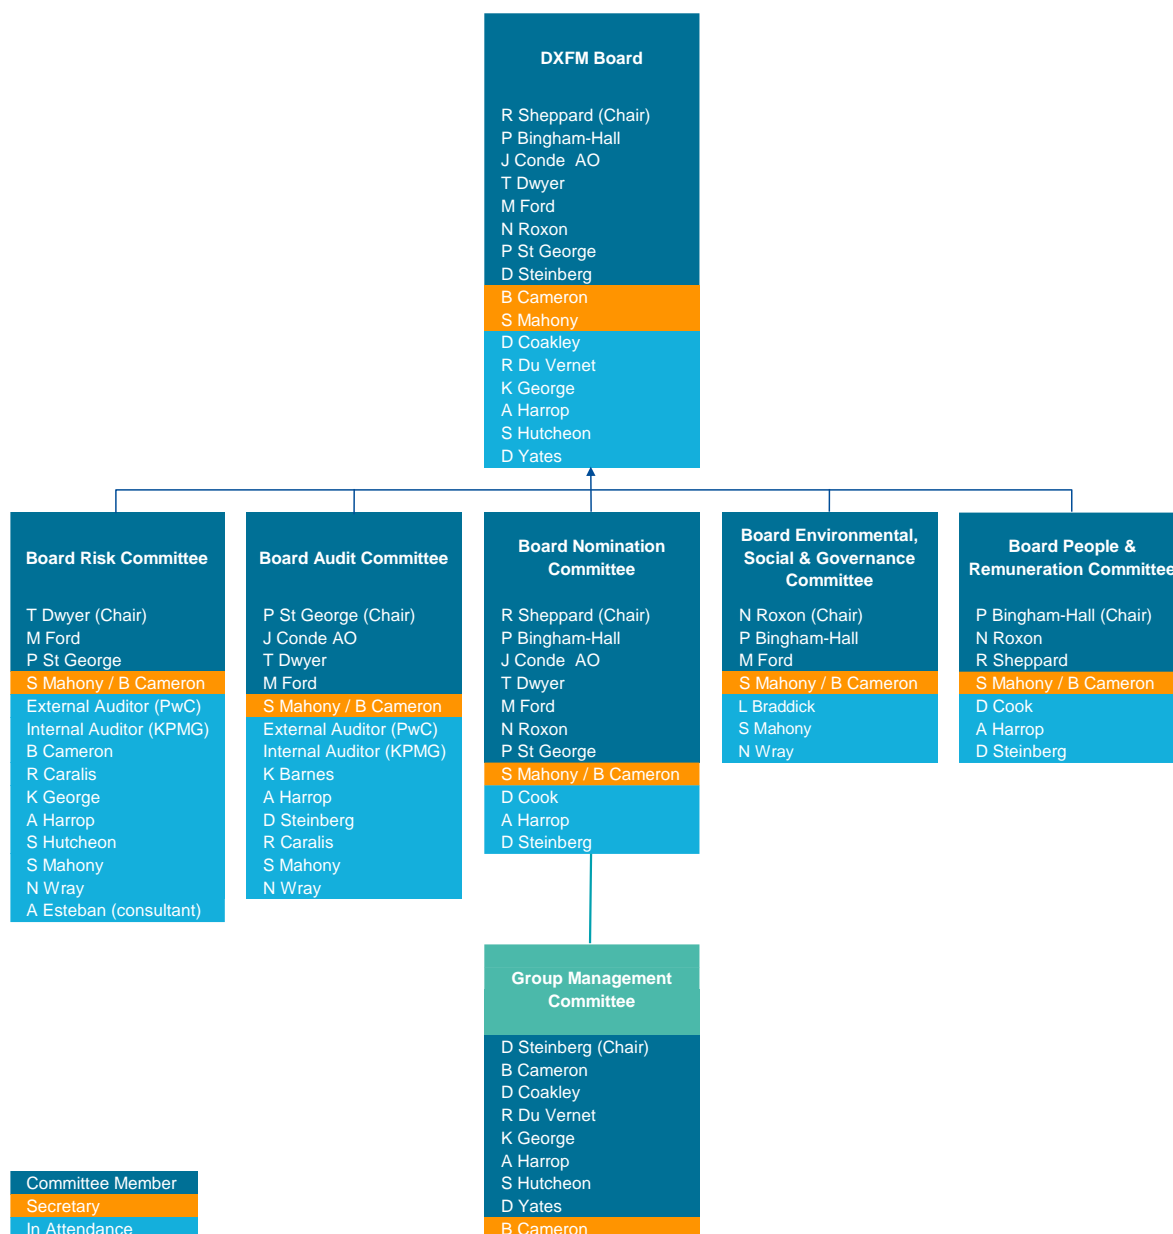 DXFM Board
R Sheppard (Chair)
P Bingham-Hall
J Conde  AO
T Dwyer
M Ford
N Roxon
P St George
D Steinberg
B Cameron
S Mahony
D Coakley
R Du Vernet
K George
A Harrop
S Hutcheon
D Yates
Board Risk Committee
T Dwyer (Chair)
M Ford
P St George
S Mahony / B Cameron
External Auditor (PwC)
Internal Auditor (KPMG)
B Cameron
R Caralis
K George
A Harrop
S Hutcheon
S Mahony
N Wray
A Esteban (consultant)
Board Audit Committee
P St George (Chair)
J Conde AO
T Dwyer
M Ford
S Mahony / B Cameron
External Auditor (PwC)
Internal Auditor (KPMG)
K Barnes
A Harrop
D Steinberg
R Caralis
S Mahony
N Wray
Board Nomination
Committee
R Sheppard (Chair)
P Bingham-Hall
J Conde  AO
T Dwyer
M Ford
N Roxon
P St George
S Mahony / B Cameron
D Cook
A Harrop
D Steinberg
Board Environmental,
Social & Governance
Committee
N Roxon (Chair)
P Bingham-Hall
M Ford
S Mahony / B Cameron
L Braddick
S Mahony
N Wray
Board People &
Remuneration Committee
P Bingham-Hall (Chair)
N Roxon
R Sheppard
S Mahony / B Cameron
D Cook
A Harrop
D Steinberg
Group Management
Committee
D Steinberg (Chair)
B Cameron
D Coakley
R Du Vernet
K George
A Harrop
S Hutcheon
D Yates
B Cameron
Committee Member
Secretary
In Attendance